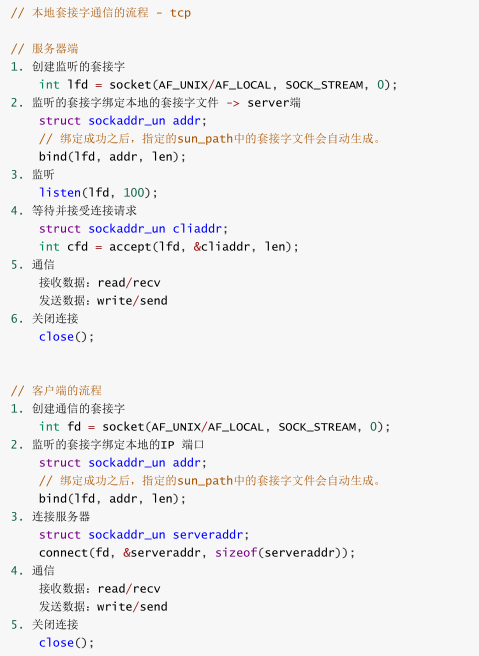 // 本地套接字通信的流程 - tcp
// 服务器端
1. 创建监听的套接字
int lfd = socket(AF_UNIX/AF_LOCAL, SOCK_STREAM, 0);
2. 监听的套接字绑定本地的套接字文件 -> server端
struct sockaddr_un addr;
// 绑定成功之后，指定的sun_path中的套接字文件会自动生成。
bind(lfd, addr, len);
3. 监听
listen(lfd, 100);
4. 等待并接受连接请求
struct sockaddr_un cliaddr;
int cfd = accept(lfd, &cliaddr, len);
5. 通信
接收数据：read/recv
发送数据：write/send
6. 关闭连接
close();
// 客户端的流程
1. 创建通信的套接字
int fd = socket(AF_UNIX/AF_LOCAL, SOCK_STREAM, 0);
2. 监听的套接字绑定本地的IP 端口
struct sockaddr_un addr;
// 绑定成功之后，指定的sun_path中的套接字文件会自动生成。
bind(lfd, addr, len);
3. 连接服务器
struct sockaddr_un serveraddr;
connect(fd, &serveraddr, sizeof(serveraddr));
4. 通信
接收数据：read/recv
发送数据：write/send
5. 关闭连接
close();